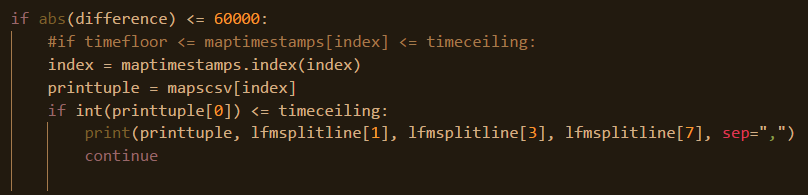 if abs(difference) <= 60000:
    #if timefloor <= maptimestamps[index] <= timeceiling:
    index = maptimestamps.index(index)
    printtuple = mapscsv[index]
    if int(printtuple[0]) <= timeceiling:
        print(printtuple, lfmsplitline[1], lfmsplitline[3], lfmsplitline[7], sep=",")
        continue